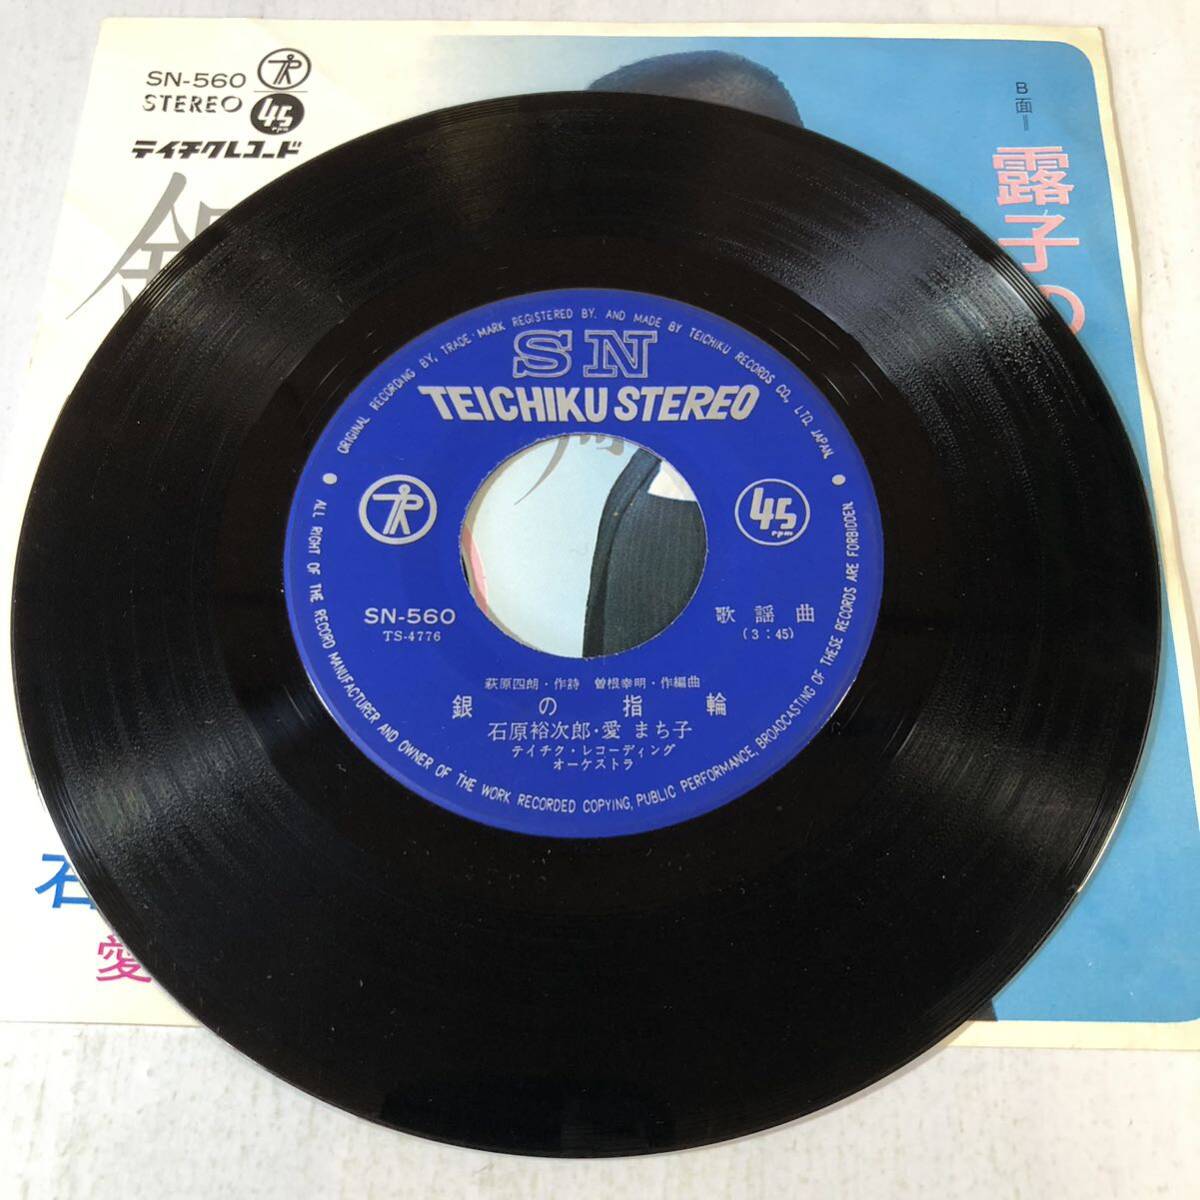 SN-560
STEREO
45
rpm
テイチクレコード
B面＝
露子の
石
愛
ORIGINAL RECORDING BY, TRADE MARK REGISTERED BY, AND MADE BY TEICHIKU RECORDS CO., LTD. JAPAN.
SN
TEICHIKU STEREO
45
rpm
SN-560
TS-4776
歌謡曲
(3:45)
萩原四朗・作詩 曽根幸明・作編曲
銀の指輪
石原裕次郎・愛 まち子
テイチク・レコーディング
オーケストラ
ALL RIGHT OF THE RECORD MANUFACTURER AND OWNER OF THE WORK RECORDED COPYING, PUBLIC PERFORMANCE, BROADCASTING OF THESE RECORDS ARE FORBIDDEN.